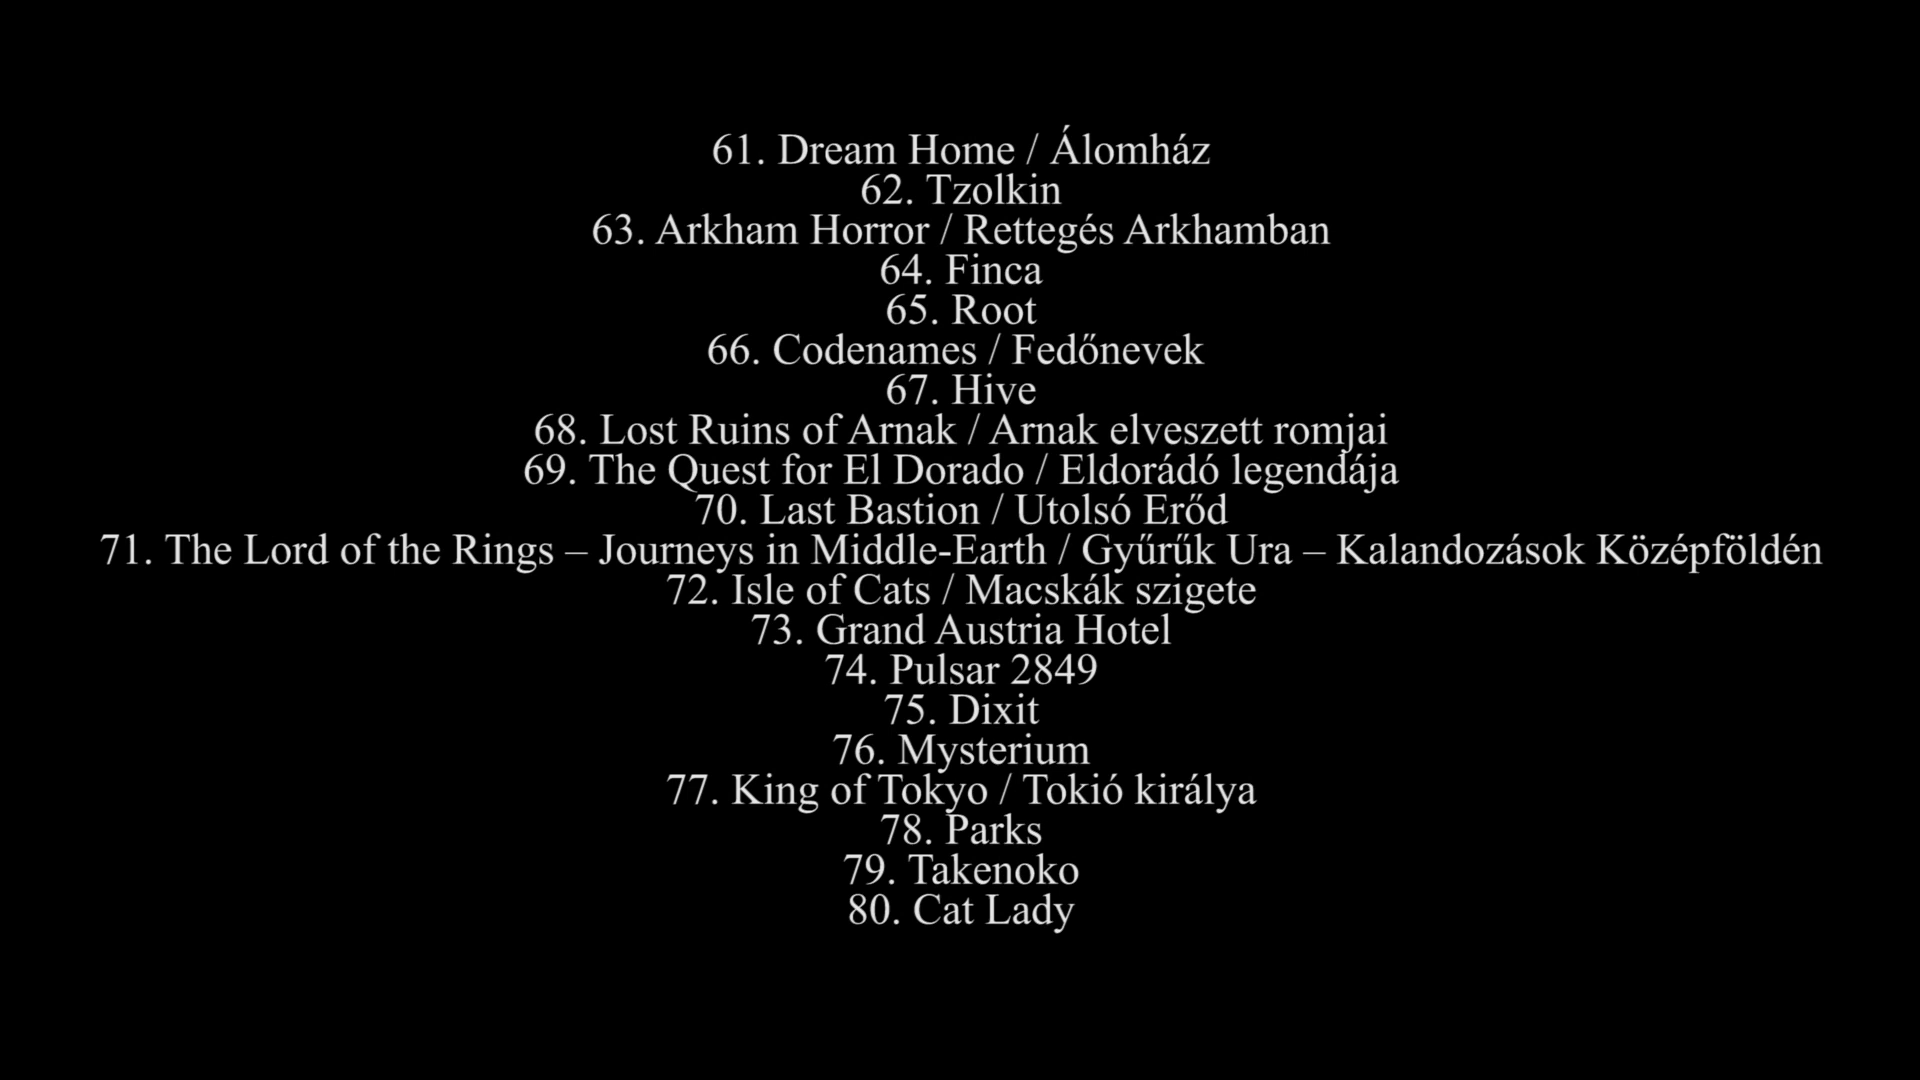 61. Dream Home / Álomház
62. Tzolkin
63. Arkham Horror / Rettegés Arkhamban
64. Finca
65. Root
66. Codenames / Fedőnevek
67. Hive
68. Lost Ruins of Arnak / Arnak elveszett romjai
69. The Quest for El Dorado / Eldorádó legendája
70. Last Bastion / Utolsó Erőd
71. The Lord of the Rings – Journeys in Middle-Earth / Gyűrűk Ura – Kalandozások Középföldén
72. Isle of Cats / Macskák szigete
73. Grand Austria Hotel
74. Pulsar 2849
75. Dixit
76. Mysterium
77. King of Tokyo / Tokió királya
78. Parks
79. Takenoko
80. Cat Lady